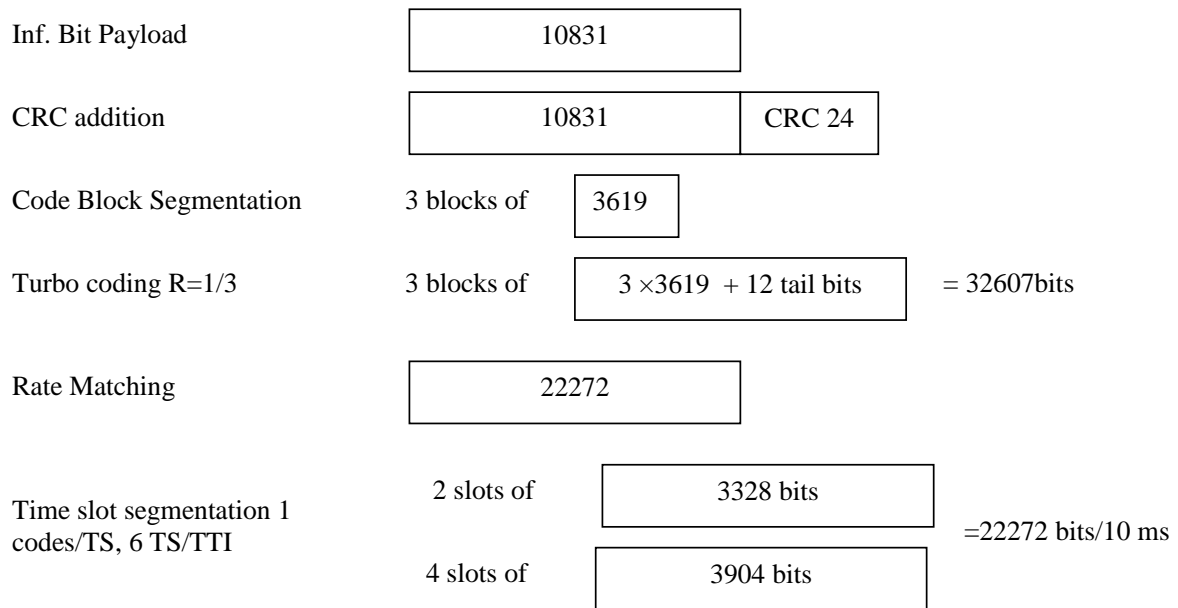 Inf. Bit Payload 10831
CRC addition 10831 CRC 24
Code Block Segmentation 3 blocks of 3619
Turbo coding R=1/3 3 blocks of 3 ×3619 + 12 tail bits = 32607bits
Rate Matching 22272
2 slots of 3328 bits
Time slot segmentation 1
codes/TS, 6 TS/TTI
=22272 bits/10 ms
4 slots of 3904 bits